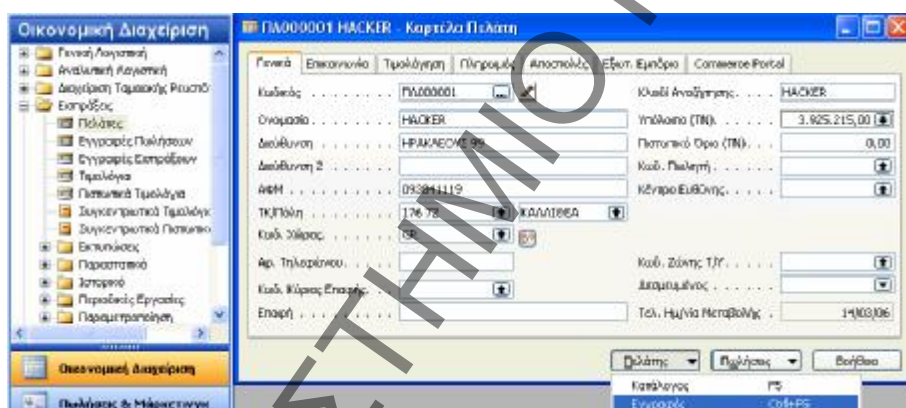 Οικονομική Διαχείριση
Γενική Λογιστική
Αναλυτική Λογιστική
Διαχείριση Ταμειακής Ρευστό
Εισπράξεις
Πελάτες
Εγγραφές Πωλήσεων
Εγγραφές Εισπράξεων
Τιμολόγια
Πιστωτικά Τιμολόγια
Συγκεντρωτικά Τιμολόγι
Συγκεντρωτικά Πιστωτικ
Εκτυπώσεις
Παραστατικά
Ιστορικό
Περιοδικές Εργασίες
Παραμετροποίηση
Οικονομική Διαχείριση
Πωλήσεις & Μάρκετινγκ
ΠΛ000001 HACKER - Καρτέλα Πελάτη
Γενικά Επικοινωνία Τιμολόγηση Πληρωμές Αποστολές Εξωτ. Εμπόριο Commerce Portal
Κωδικός ΠΛ000001 Κλειδί Αναζήτησης HACKER
Ονομασία HACKER Υπόλοιπο (ΤΝ) 3.925.215,00
Διεύθυνση ΗΡΑΚΛΕΟΥΣ 99 Πιστωτικό Όριο (ΤΝ) 0,00
Διεύθυνση 2 Κωδ. Πωλητή
ΑΦΜ 093841119 Κέντρο Ευθύνης
ΤΚ/Πόλη 176 73 ΚΑΛΛΙΘΕΑ
Κωδ. Χώρας GR
Αρ. Τηλεφώνου Κωδ. Ζώνης Τ/Υ
Κωδ. Κύριας Επαφής Δεσμευμένος
Επαφή Τελ. Ημ/νία Μεταβολής 14/03/06
Πελάτης Πωλήσεις Βοήθεια
Κατάλογος F5
Εγγραφές Ctrl+F5